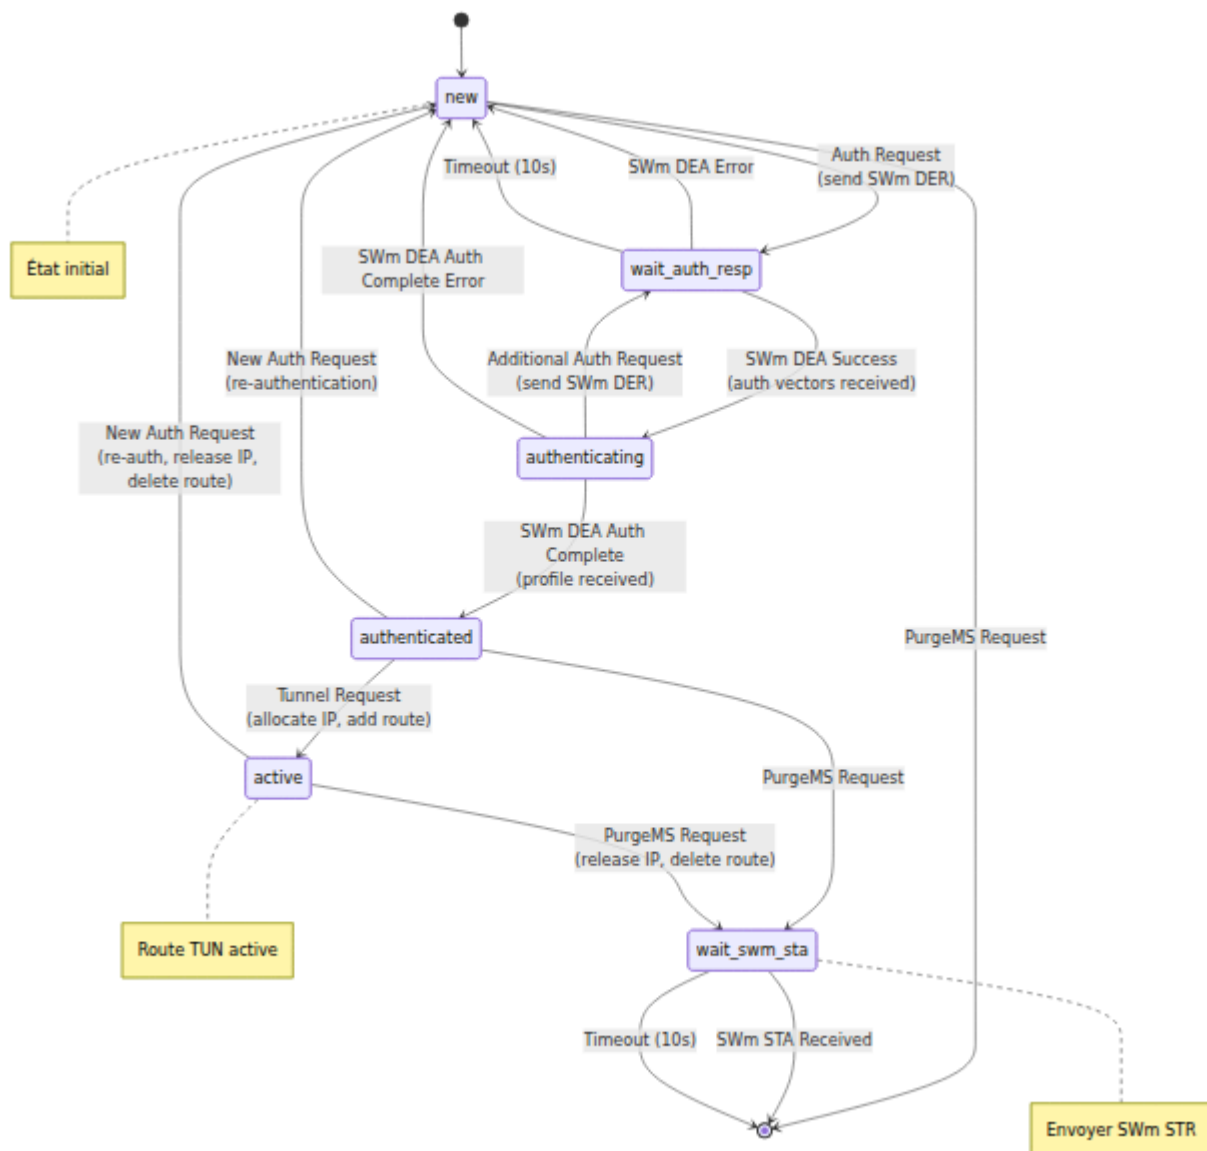 new
Timeout (10s)
SWm DEA Error
Auth Request
(send SWm DER)
État initial
SWm DEA Auth
Complete Error
wait_auth_resp
New Auth Request
(re-authentication)
Additional Auth Request
(send SWm DER)
SWm DEA Success
(auth vectors received)
New Auth Request
(re-auth, release IP,
delete route)
authenticating
SWm DEA Auth
Complete
(profile received)
authenticated
PurgeMS Request
Tunnel Request
(allocate IP, add route)
active
PurgeMS Request
PurgeMS Request
(release IP, delete route)
Route TUN active
wait_swm_sta
Timeout (10s)
SWm STA Received
Envoyer SWm STR